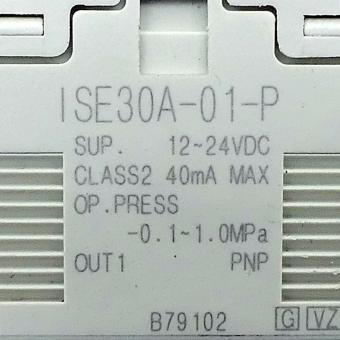 ISE30A-01-P
SUP. 12~24VDC
CLASS2 40mA MAX
OP.PRESS
-0.1~1.0MPa
OUT1 PNP
B79102 G VZ